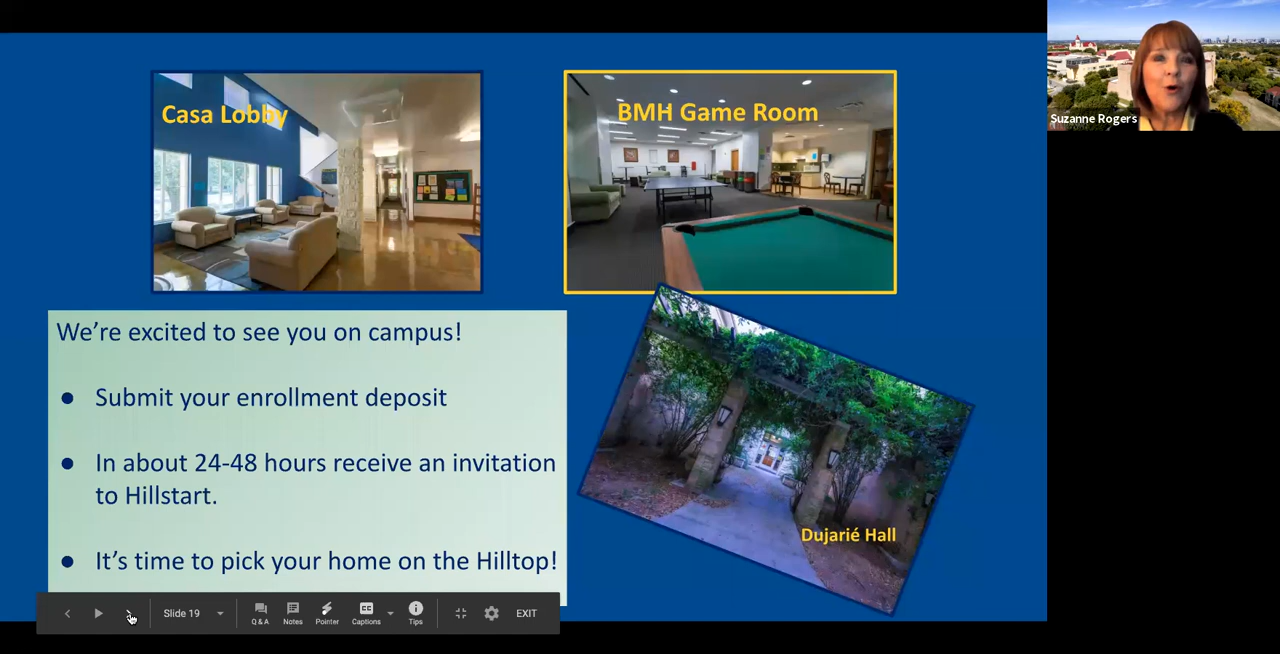 Casa Lobby
BMH Game Room
Suzanne Rogers
We’re excited to see you on campus!
● Submit your enrollment deposit
● In about 24-48 hours receive an invitation
to Hillstart.
● It’s time to pick your home on the Hilltop!
Dujarié Hall
Slide 19
Q & A
Notes
Pointer
CC
Captions
Tips
EXIT